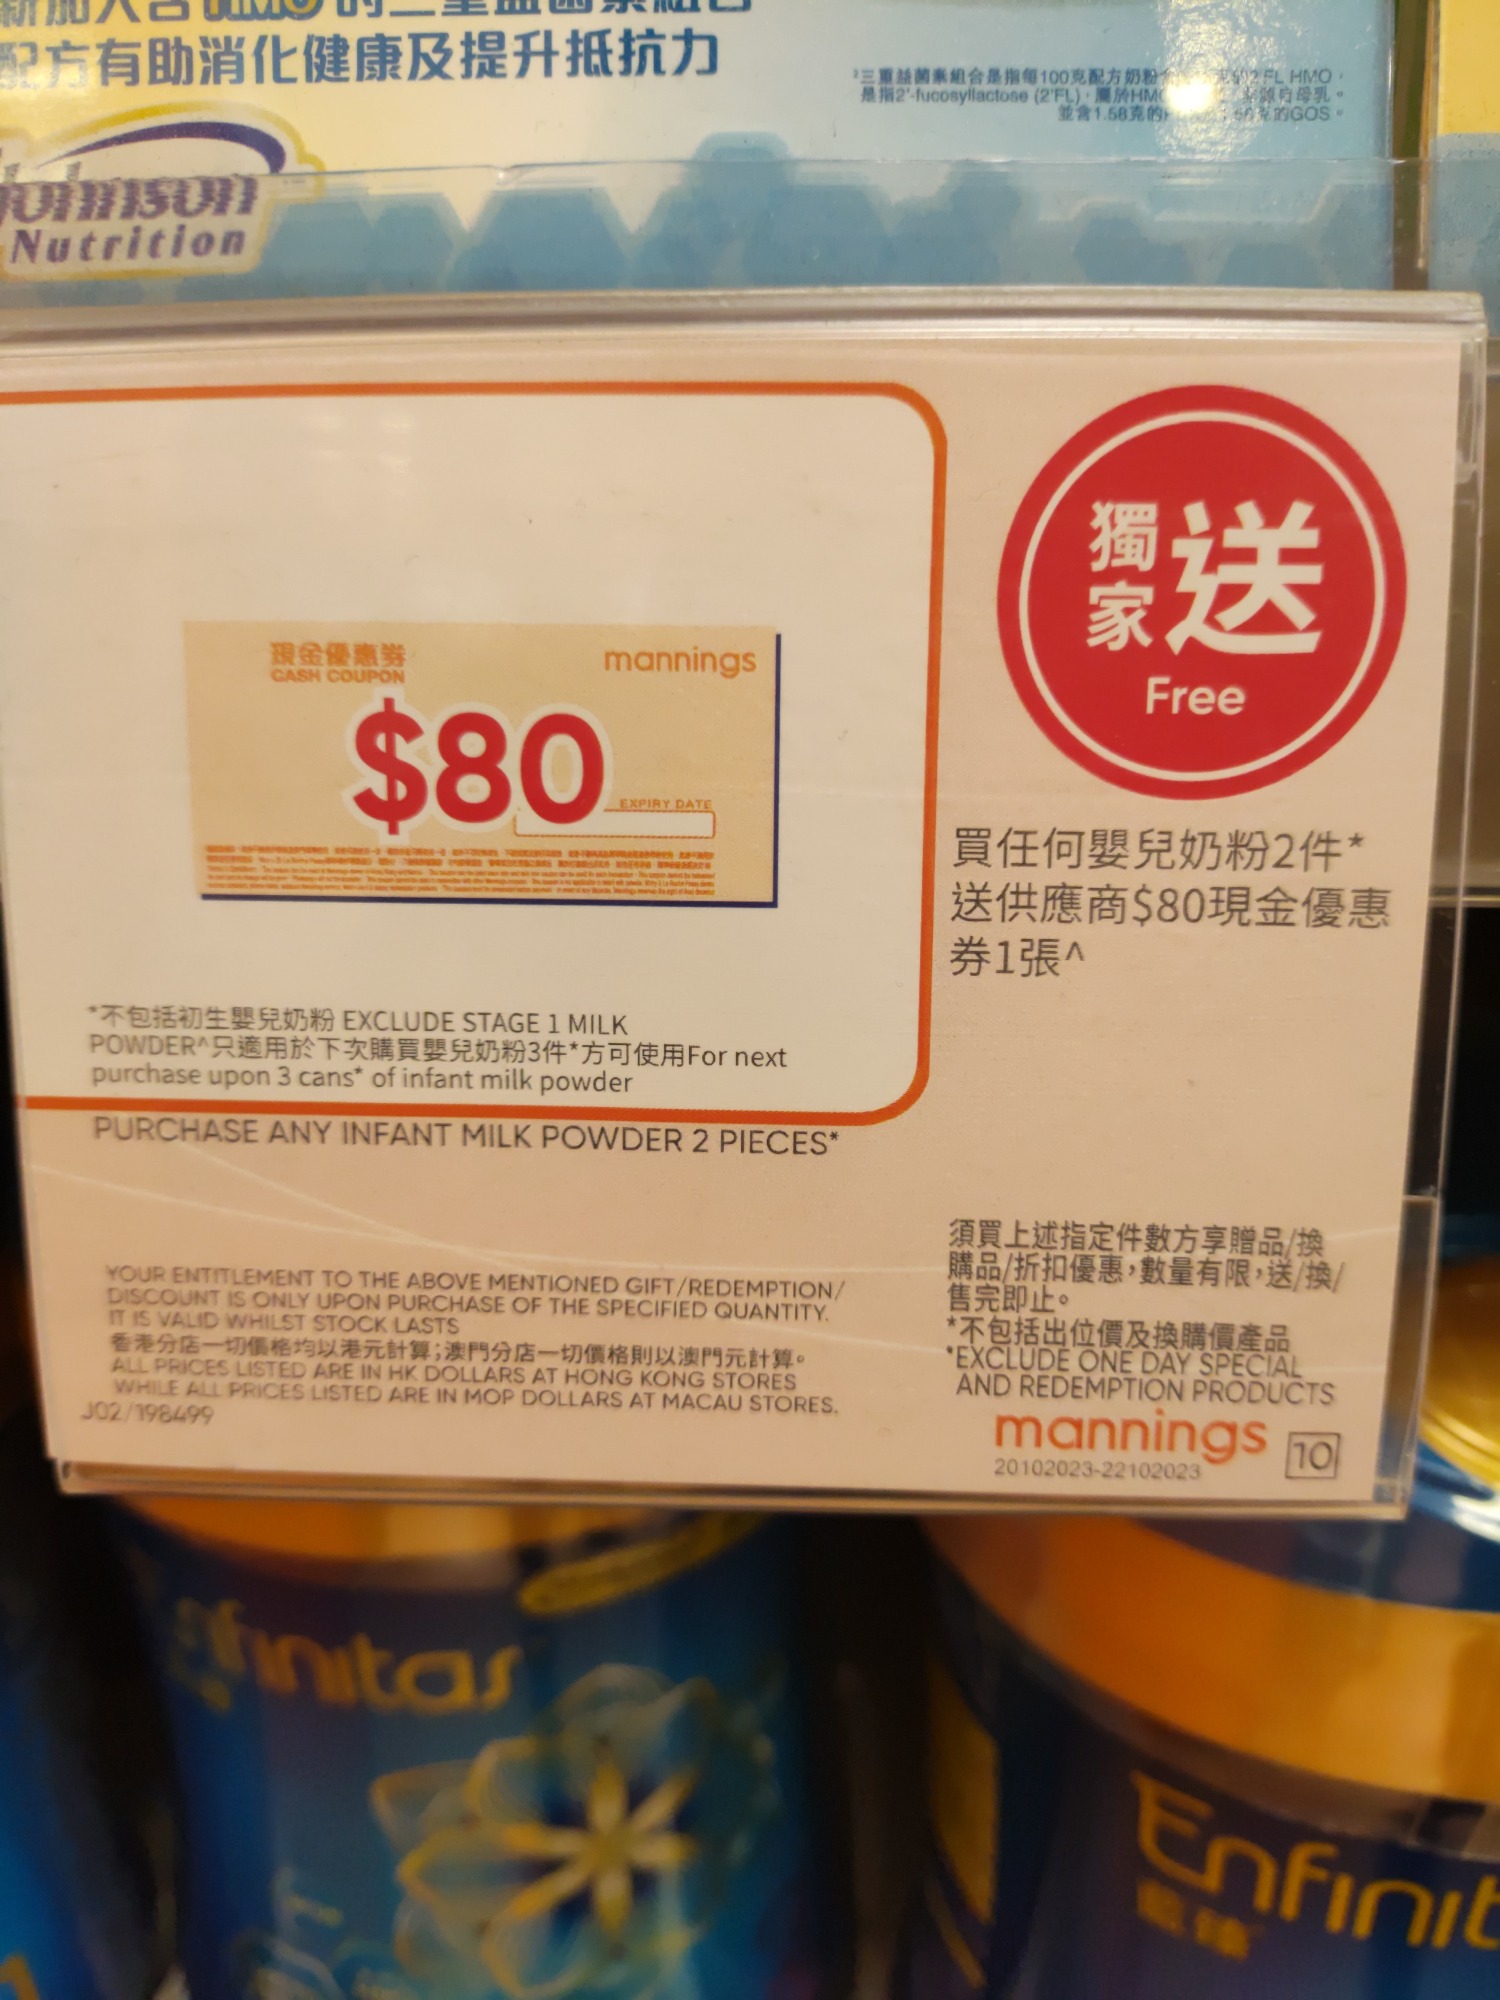 配方有助消化健康及提升抵抗力
是指2'-fucosyllactose (2'FL)，屬於HMO
Nutrition
獨家送
Free
現金優惠券
CASH COUPON
mannings
$80
EXPIRY DATE
買任何嬰兒奶粉2件*
送供應商$80現金優惠
券1張^
*不包括初生嬰兒奶粉 EXCLUDE STAGE 1 MILK
POWDER^只適用於下次購買嬰兒奶粉3件*方可使用For next
purchase upon 3 cans* of infant milk powder
PURCHASE ANY INFANT MILK POWDER 2 PIECES*
YOUR ENTITLEMENT TO THE ABOVE MENTIONED GIFT/REDEMPTION/
DISCOUNT IS ONLY UPON PURCHASE OF THE SPECIFIED QUANTITY.
IT IS VALID WHILST STOCK LASTS
香港分店一切價格均以港元計算;澳門分店一切價格則以澳門元計算。
ALL PRICES LISTED ARE IN HK DOLLARS AT HONG KONG STORES
WHILE ALL PRICES LISTED ARE IN MOP DOLLARS AT MACAU STORES.
J02/198499
須買上述指定件數方享贈品/換
購品/折扣優惠，數量有限，送/換/
售完即止。
*不包括出位價及換購價產品
*EXCLUDE ONE DAY SPECIAL
AND REDEMPTION PRODUCTS
mannings
10
20102023-22102023
Enfinitas
Enfinit